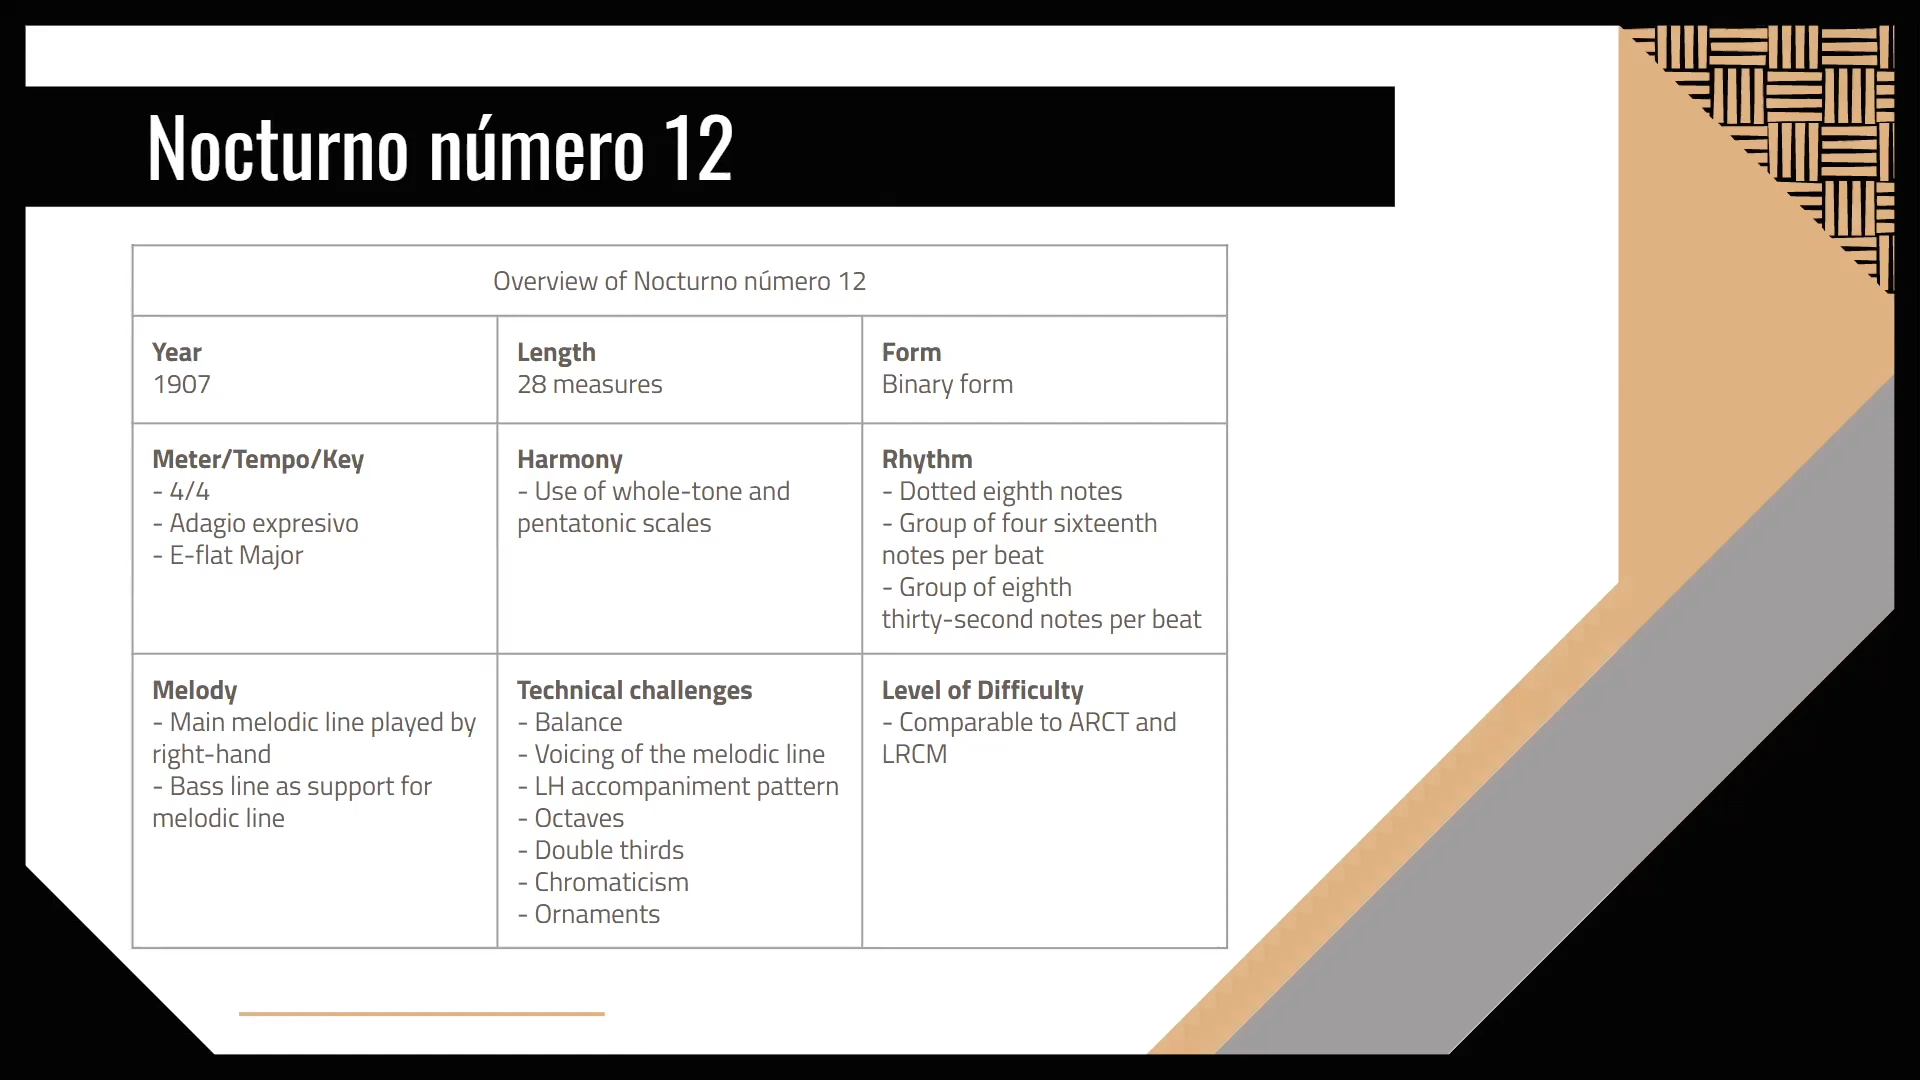 Nocturno número 12
Overview of Nocturno número 12
Year
1907
Length
28 measures
Form
Binary form
Meter/Tempo/Key
- 4/4
- Adagio expresivo
- E-flat Major
Harmony
- Use of whole-tone and
pentatonic scales
Rhythm
- Dotted eighth notes
- Group of four sixteenth
notes per beat
- Group of eighth
thirty-second notes per beat
Melody
- Main melodic line played by
right-hand
- Bass line as support for
melodic line
Technical challenges
- Balance
- Voicing of the melodic line
- LH accompaniment pattern
- Octaves
- Double thirds
- Chromaticism
- Ornaments
Level of Difficulty
- Comparable to ARCT and
LRCM